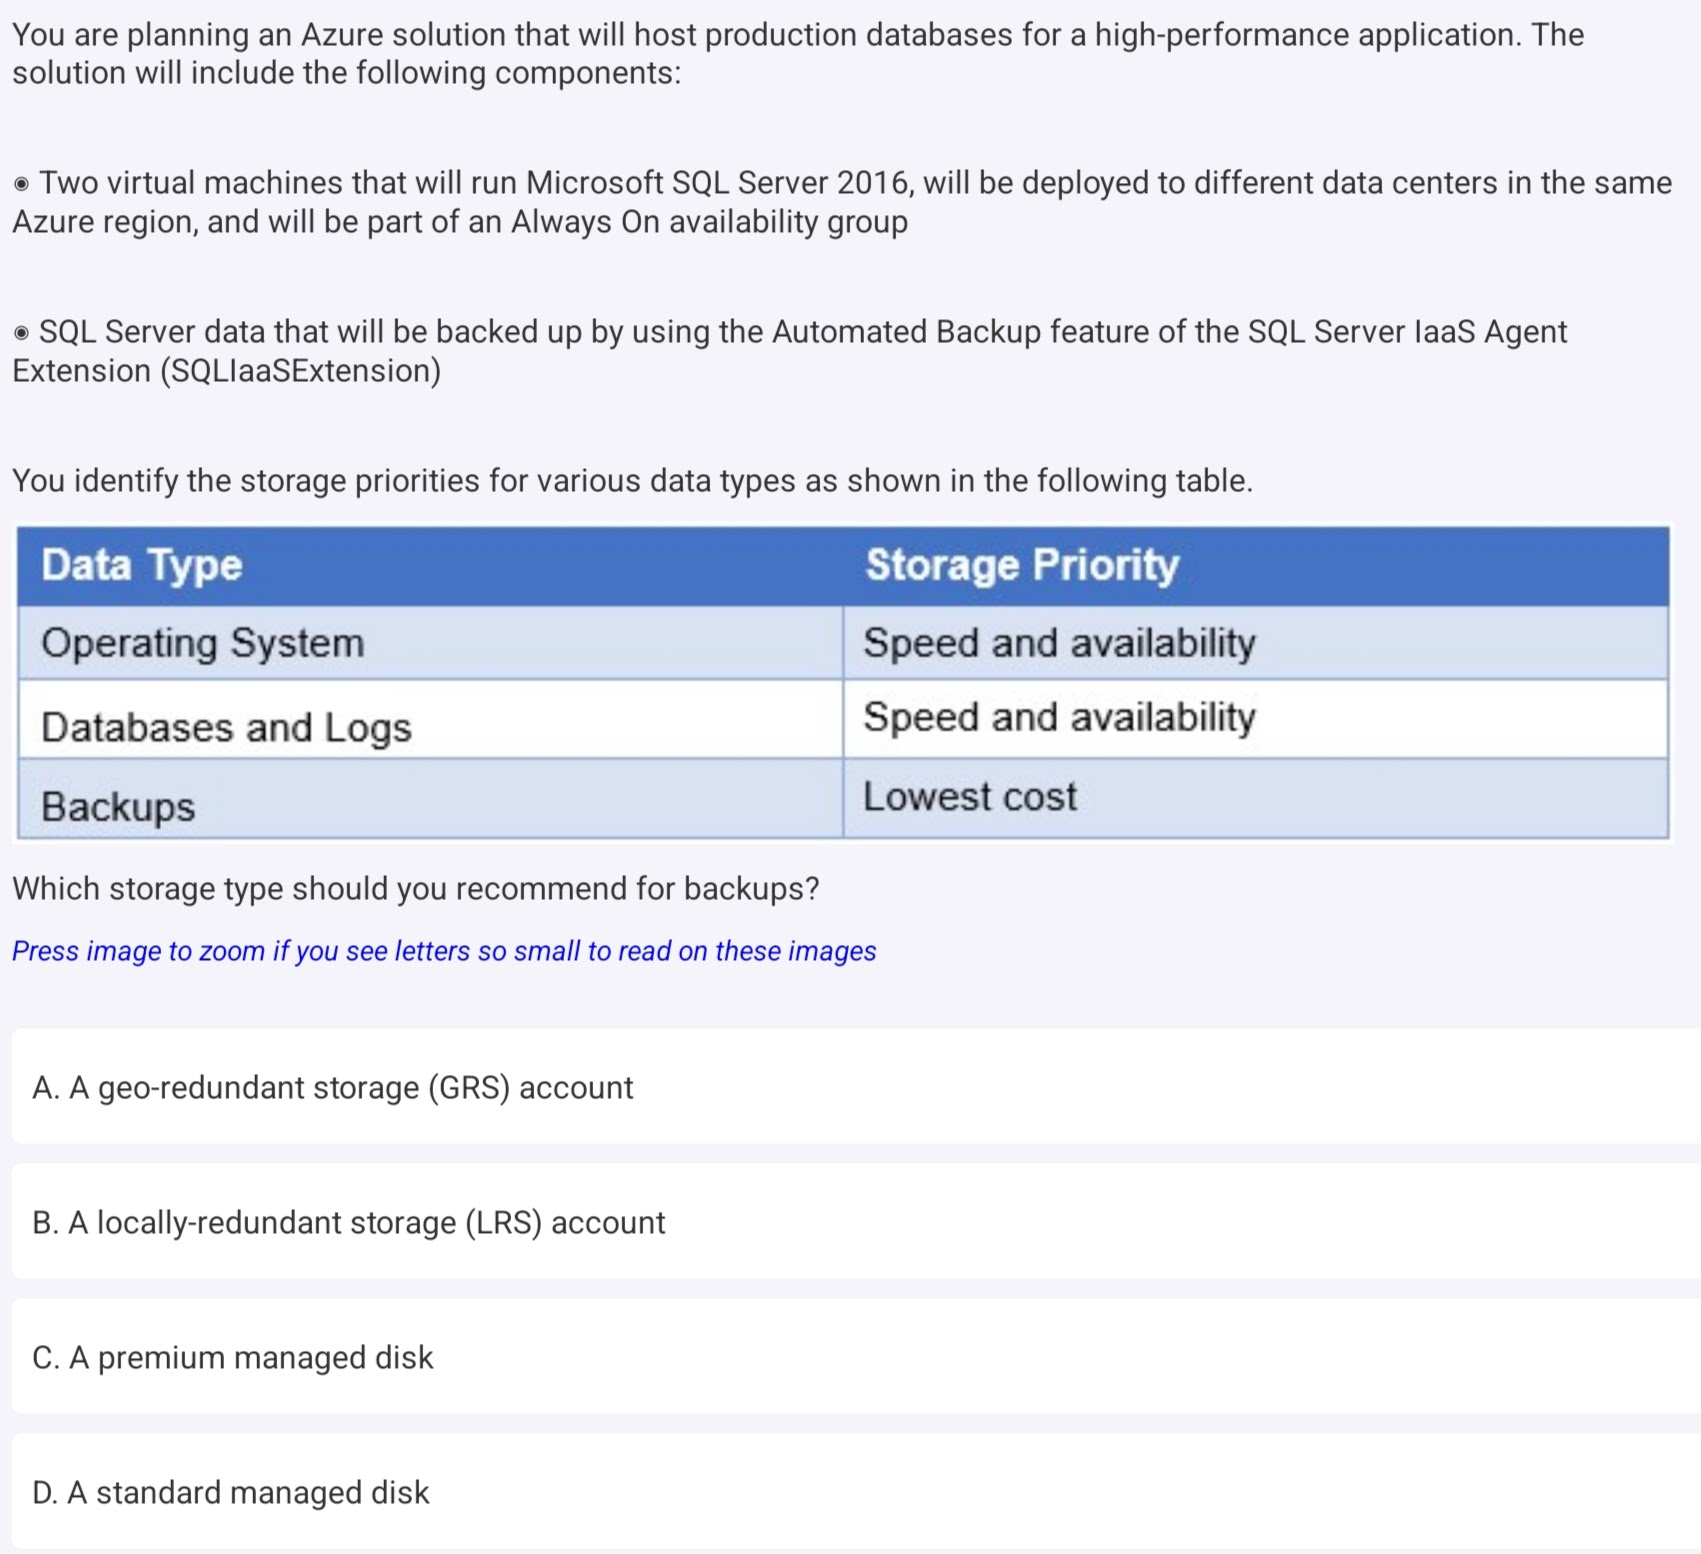 You are planning an Azure solution that will host production databases for a high-performance application. The
solution will include the following components:
◉ Two virtual machines that will run Microsoft SQL Server 2016, will be deployed to different data centers in the same
Azure region, and will be part of an Always On availability group
◉ SQL Server data that will be backed up by using the Automated Backup feature of the SQL Server IaaS Agent
Extension (SQLIaaSExtension)
You identify the storage priorities for various data types as shown in the following table.
Data Type Storage Priority
Operating System Speed and availability
Databases and Logs Speed and availability
Backups Lowest cost
Which storage type should you recommend for backups?
Press image to zoom if you see letters so small to read on these images
A. A geo-redundant storage (GRS) account
B. A locally-redundant storage (LRS) account
C. A premium managed disk
D. A standard managed disk